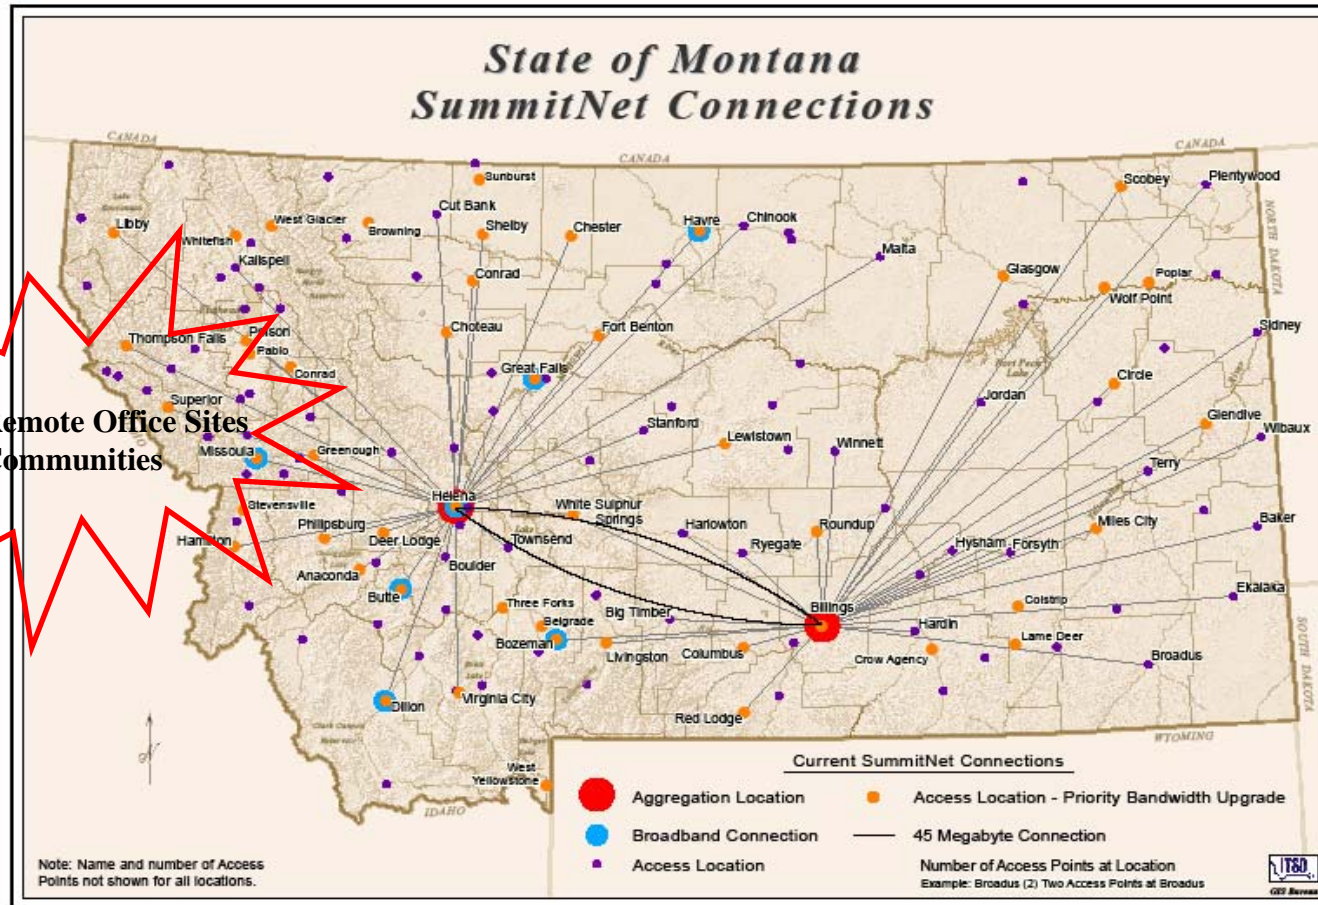 State of Montana
SummitNet Connections
CANADA
CANADA
CANADA
Sunburst
Scobey
Plentywood
Libby
West Glacier
Cut Bank
Whitefish
Browning
Shelby
Chester
Havre
Chinook
Malta
NORTH DAKOTA
Kalispell
Conrad
Glasgow
Poplar
Wolf Point
Choteau
Fort Benton
Sidney
Thompson Falls
Polson
Pablo
Conrad
Great Falls
Circle
Superior
Jordan
Glendive
emote Office Sites
ommunities
Stanford
Lewistown
Winnett
Wibaux
Missoula
Greenough
Terry
Helena
Stevensville
White Sulphur
Springs
Harlowton
Roundup
Miles City
Baker
Philipsburg
Hamilton
Deer Lodge
Townsend
Ryegate
Hysham
Forsyth
Anaconda
Boulder
Butte
Three Forks
Big Timber
Billings
Colstrip
Ekalaka
Belgrade
Bozeman
Livingston
Columbus
Hardin
Crow Agency
Lame Deer
Broadus
SOUTH DAKOTA
Dillon
Virginia City
Red Lodge
WYOMING
West
Yellowstone
IDAHO
Current SummitNet Connections
Aggregation Location
Access Location - Priority Bandwidth Upgrade
Broadband Connection
45 Megabyte Connection
Access Location
Number of Access Points at Location
Example: Broadus (2) Two Access Points at Broadus
Note: Name and number of Access
Points not shown for all locations.
ITSD
GIS Bureau